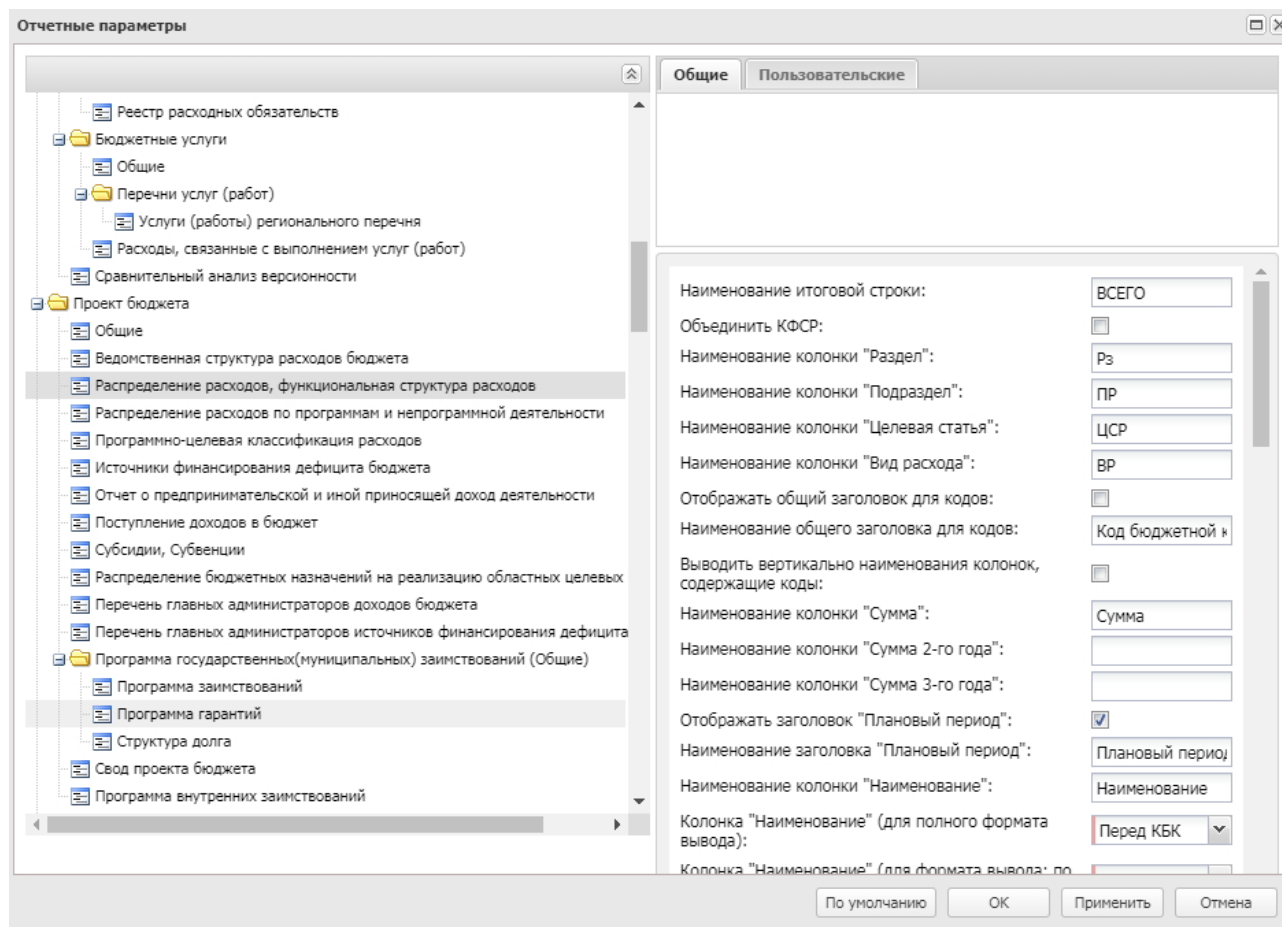 Отчетные параметры
Реестр расходных обязательств
Бюджетные услуги
Общие
Перечни услуг (работ)
Услуги (работы) регионального перечня
Расходы, связанные с выполнением услуг (работ)
Сравнительный анализ версионности
Проект бюджета
Общие
Ведомственная структура расходов бюджета
Распределение расходов, функциональная структура расходов
Распределение расходов по программам и непрограммной деятельности
Программно-целевая классификация расходов
Источники финансирования дефицита бюджета
Отчет о предпринимательской и иной приносящей доход деятельности
Поступление доходов в бюджет
Субсидии, Субвенции
Распределение бюджетных назначений на реализацию областных целевых
Перечень главных администраторов доходов бюджета
Перечень главных администраторов источников финансирования дефицита
Программа государственных(муниципальных) заимствований (Общие)
Программа заимствований
Программа гарантий
Структура долга
Свод проекта бюджета
Программа внутренних заимствований
Общие Пользовательские
Наименование итоговой строки: ВСЕГО
Объединить КФСР:
Наименование колонки "Раздел": Рз
Наименование колонки "Подраздел": ПР
Наименование колонки "Целевая статья": ЦСР
Наименование колонки "Вид расхода": ВР
Отображать общий заголовок для кодов:
Наименование общего заголовка для кодов: Код бюджетной к
Выводить вертикально наименования колонок,
содержащие коды:
Наименование колонки "Сумма": Сумма
Наименование колонки "Сумма 2-го года":
Наименование колонки "Сумма 3-го года":
Отображать заголовок "Плановый период":
Наименование заголовка "Плановый период": Плановый период
Наименование колонки "Наименование": Наименование
Колонка "Наименование" (для полного формата
вывода): Перед КБК
Колонка "Наименование" (для формата вывода: по
По умолчанию ОК Применить Отмена